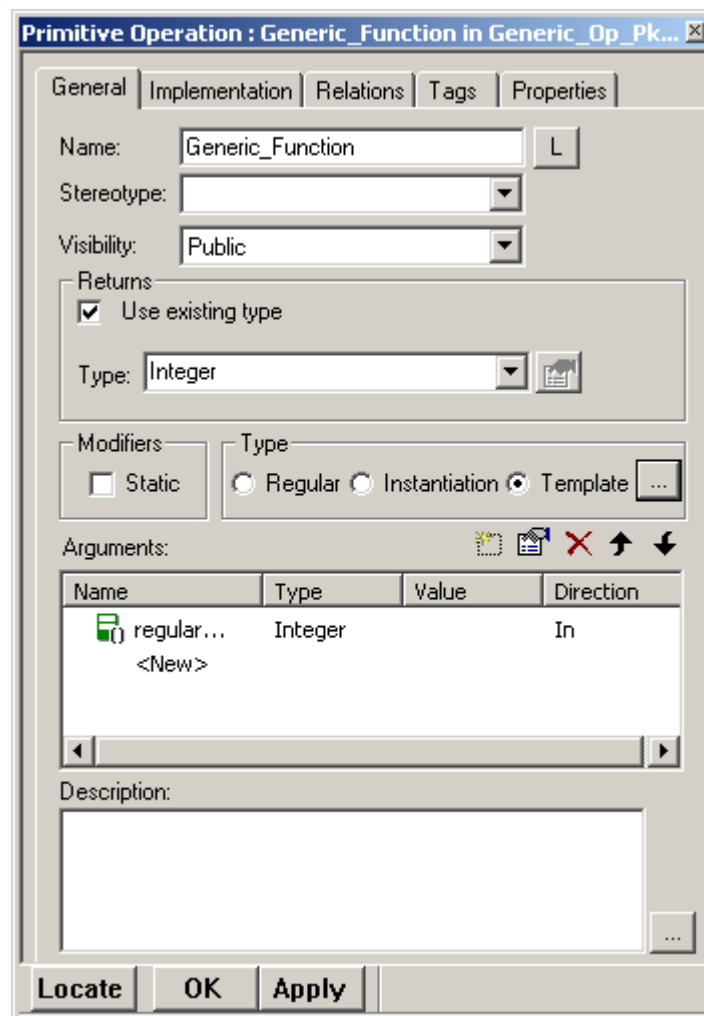 Primitive Operation : Generic_Function in Generic_Op_Pk...
General Implementation Relations Tags Properties
Name: Generic_Function L
Stereotype:
Visibility: Public
Returns
Use existing type
Type: Integer
Modifiers Type
Static Regular Instantiation Template ...
Arguments:
Name Type Value Direction
regular... Integer In
<New>
Description:
...
Locate OK Apply